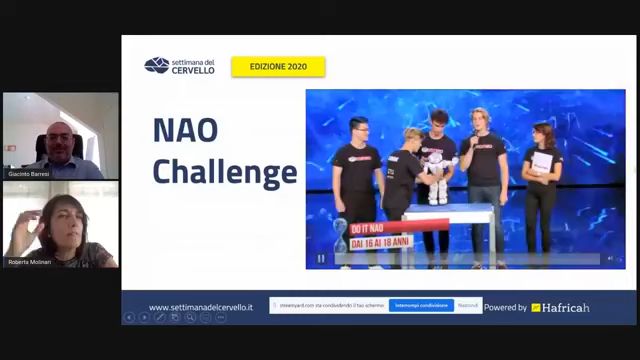 settimana del
CERVELLO
EDIZIONE 2020
NAO
Challenge
DO IT NAO
DAI 16 AI 18 ANNI
Giacinto Barresi
Roberta Molinari
www.settimanadelcervello.it
streamyard.com sta condividendo il tuo schermo.
Interrompi condivisione
Nascondi
Powered by
Hafricah